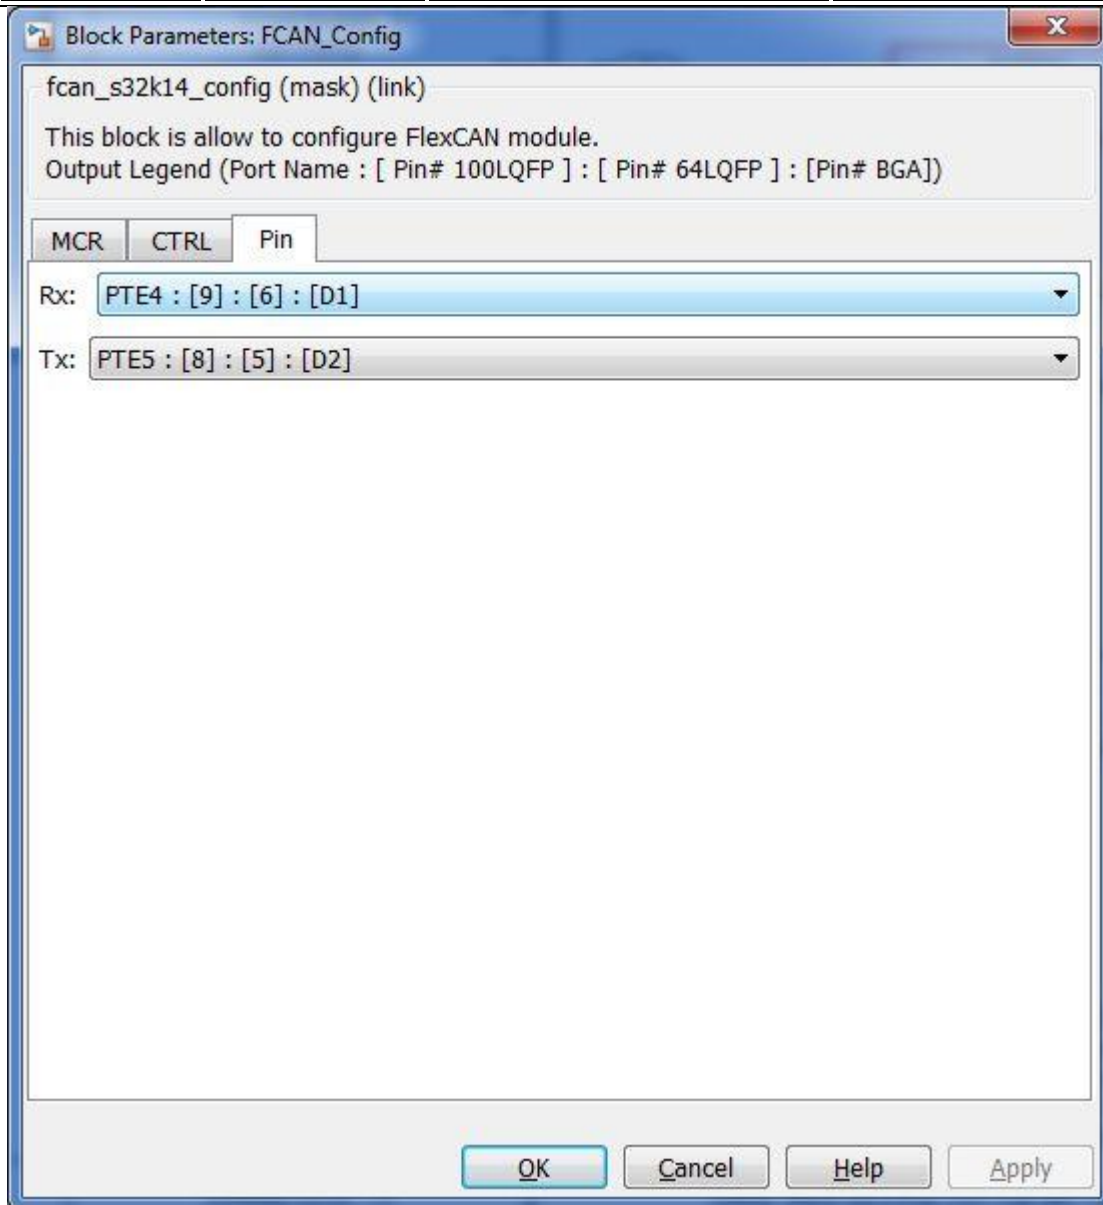 Block Parameters: FCAN_Config
fcan_s32k14_config (mask) (link)
This block is allow to configure FlexCAN module.
Output Legend (Port Name : [ Pin# 100LQFP ] : [ Pin# 64LQFP ] : [Pin# BGA])
MCR CTRL Pin
Rx: PTE4 : [9] : [6] : [D1]
Tx: PTE5 : [8] : [5] : [D2]
OK Cancel Help Apply